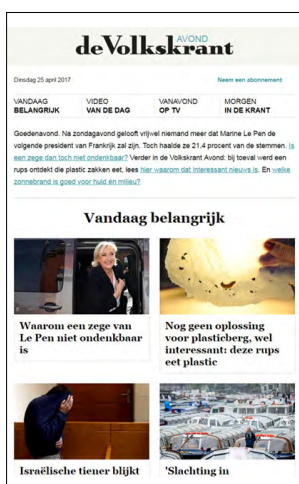 AVOND
de Volkskrant
Dinsdag 25 april 2017 Neem een abonnement
VANDAAG VIDEO VANAVOND MORGEN
BELANGRIJK VAN DE DAG OP TV IN DE KRANT
Goedenavond. Na zondagavond gelooft vrijwel niemand meer dat Marine Le Pen de
volgende president van Frankrijk zal zijn. Toch haalde ze 21,4 procent van de stemmen. Is
een zege dan toch niet ondenkbaar? Verder in de Volkskrant Avond: bij toeval werd een
rups ontdekt die plastic zakken eet, lees hier waarom dat interessant nieuws is. En welke
zonnebrand is goed voor huid én milieu?
Vandaag belangrijk
Waarom een zege van
Le Pen niet ondenkbaar
is
Nog geen oplossing
voor plasticberg, wel
interessant: deze rups
eet plastic
Israëlische tiener blijkt
'Slachting in